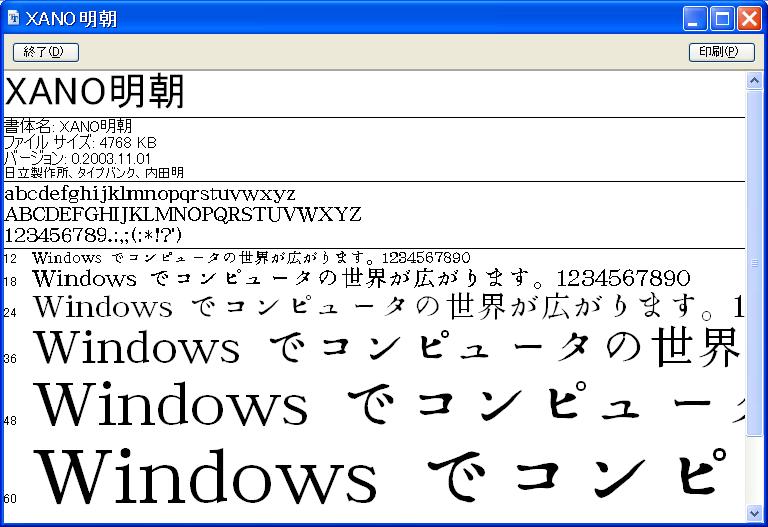 XANO明朝
終了(D)
印刷(P)
XANO明朝
書体名: XANO明朝
ファイル サイズ: 4768 KB
バージョン: 0.2003.11.01
日立製作所、タイプバンク、内田明
abcdefghijklmnopqrstuvwxyz
ABCDEFGHIJKLMNOPQRSTUVWXYZ
123456789.:,;(:*!?')
12 Windows でコンピュータの世界が広がります。1234567890
18 Windows でコンピュータの世界が広がります。1234567890
24 Windows でコンピュータの世界が広がります。1
36 Windows でコンピュータの世界
48 Windows でコンピュー
60 Windows でコンピ